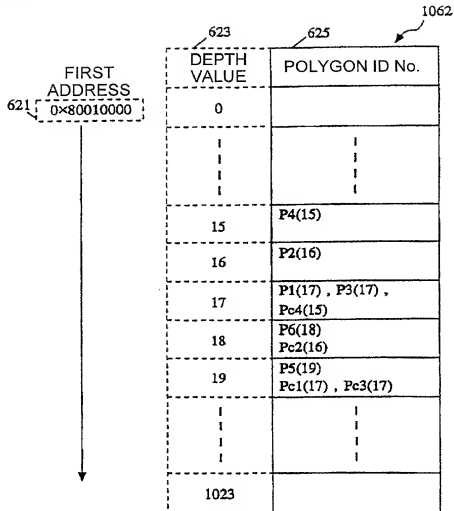 1062
623
625
DEPTH VALUE
POLYGON ID No.
FIRST ADDRESS
621
0×80010000
0
15
P4(15)
16
P2(16)
17
P1(17) , P3(17) ,
Pc4(15)
18
P6(18)
Pc2(16)
19
P5(19)
Pc1(17) , Pc3(17)
1023